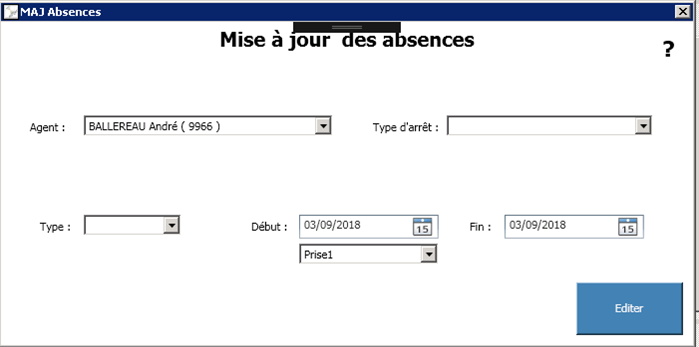 MAJ Absences
Mise à jour des absences
?
Agent : BALLEREAU André ( 9966 ) Type d'arrêt :
Type : Début : 03/09/2018 15 Fin : 03/09/2018 15
Prise1
Editer